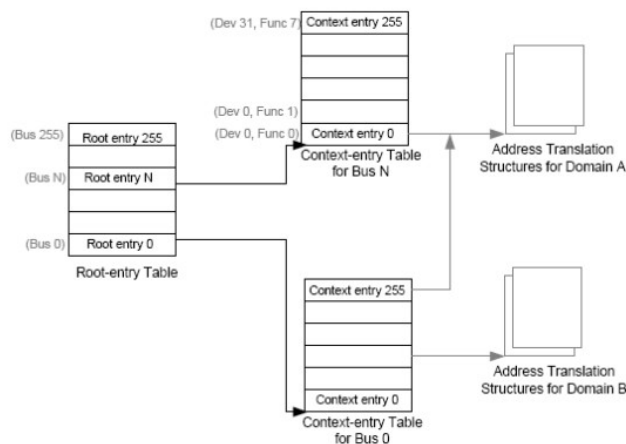 (Dev 31, Func 7)
Context entry 255
(Dev 0, Func 1)
(Dev 0, Func 0)
Context entry 0
Context-entry Table
for Bus N
Address Translation
Structures for Domain A
(Bus 255)
Root entry 255
(Bus N)
Root entry N
(Bus 0)
Root entry 0
Root-entry Table
Context entry 255
Context entry 0
Context-entry Table
for Bus 0
Address Translation
Structures for Domain B